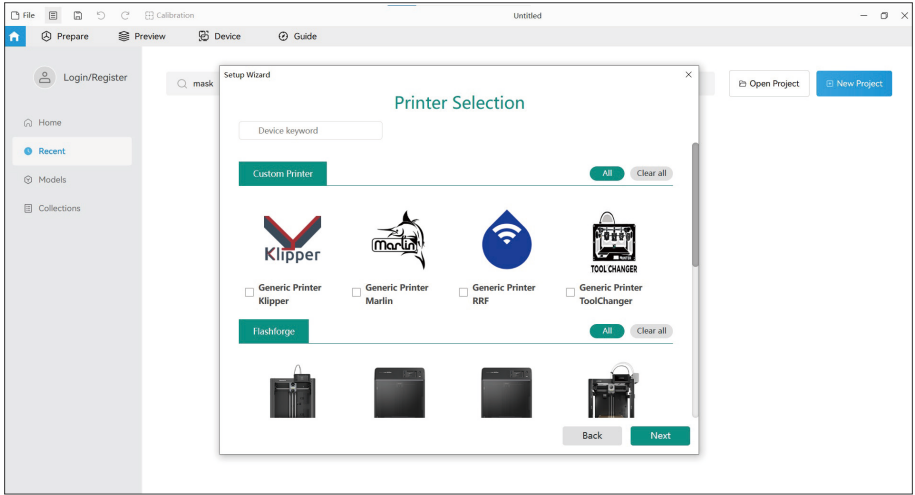 File
Calibration
Untitled
Prepare
Preview
Device
Guide
Login/Register
mask
Open Project
New Project
Home
Recent
Models
Collections
Setup Wizard
Printer Selection
Device keyword
Custom Printer
All
Clear all
Klipper
Marlin
TOOL CHANGER
Generic Printer
Klipper
Generic Printer
Marlin
Generic Printer
RRF
Generic Printer
ToolChanger
Flashforge
All
Clear all
Back
Next